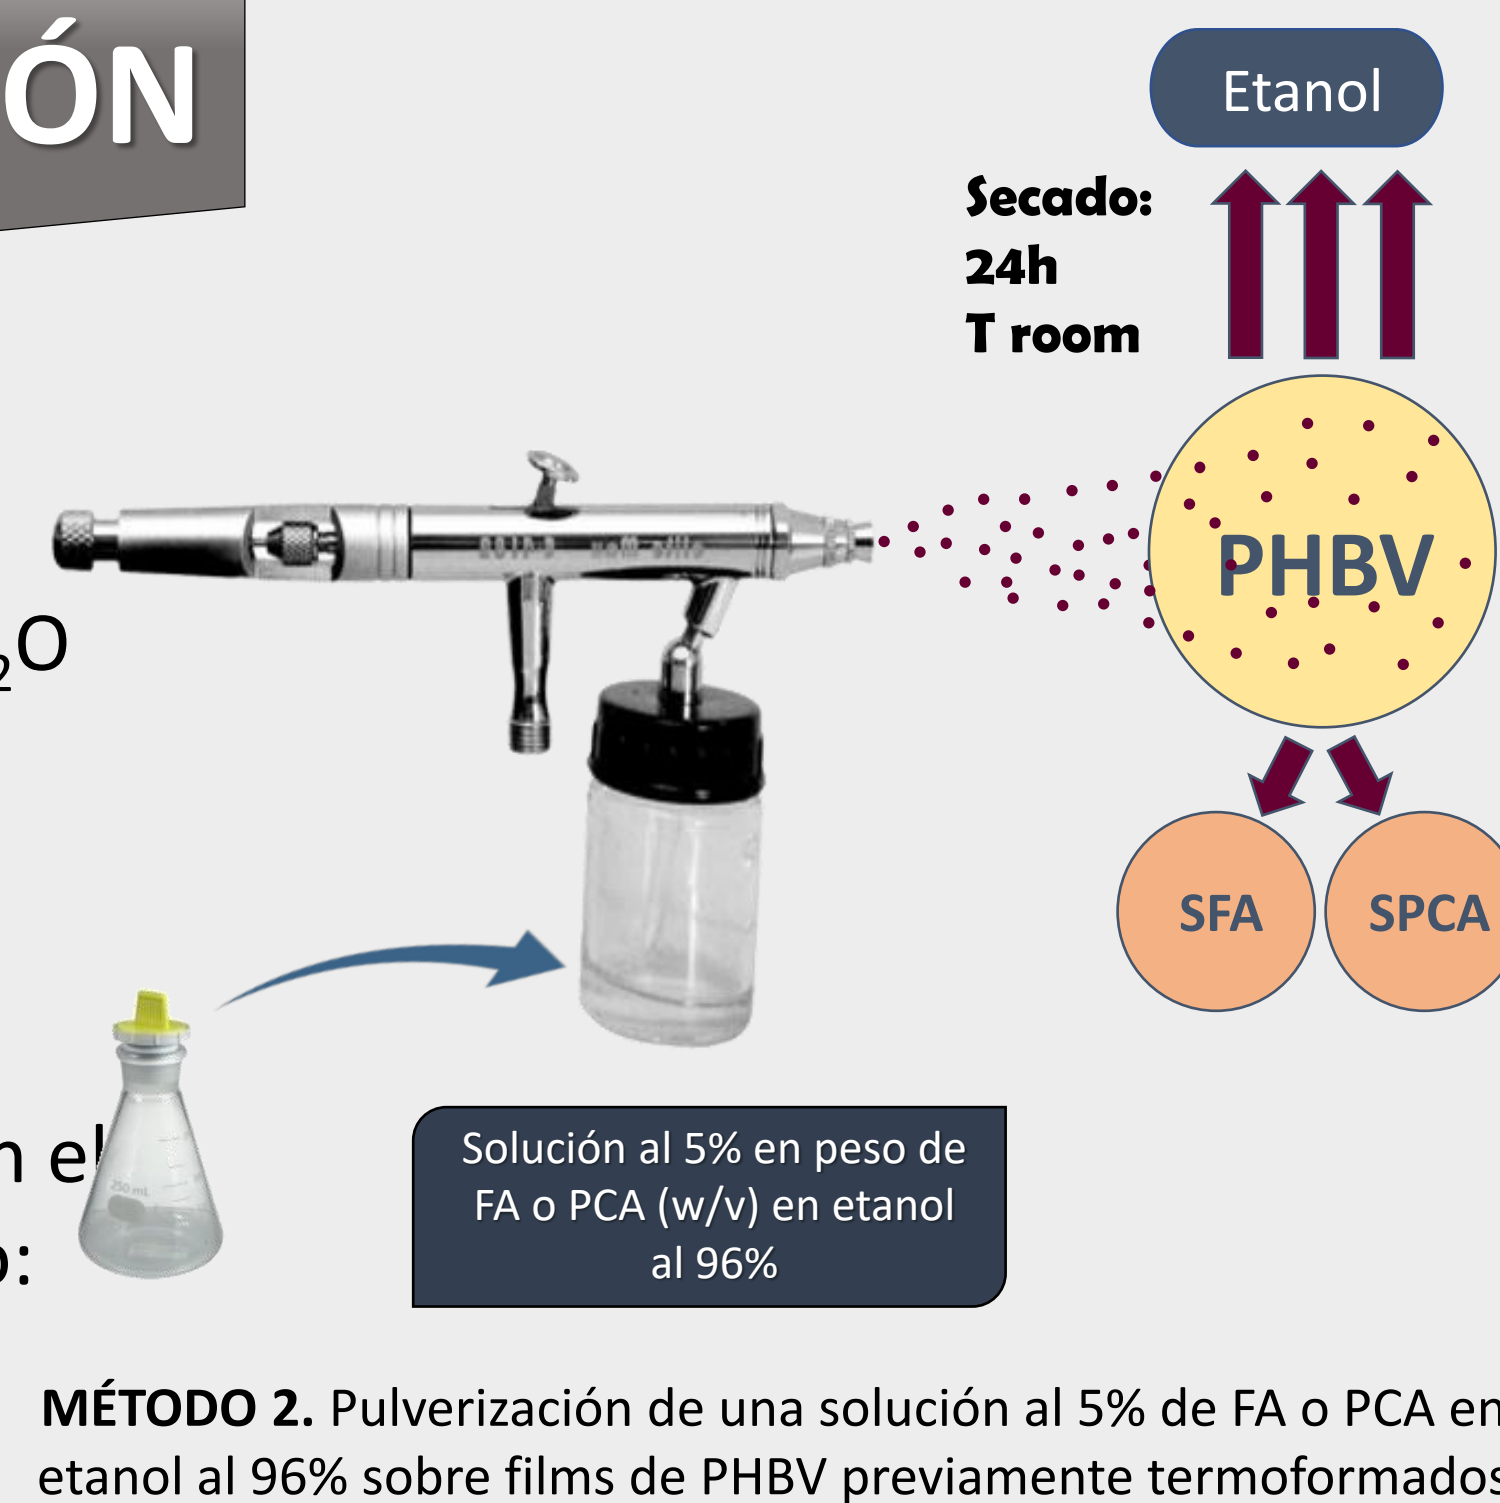 ÓN
Etanol
Secado:
24h
T room
PHBV
₂O
SFA
SPCA
n el
250 mL
o:
Solución al 5% en peso de
FA o PCA (w/v) en etanol
al 96%
MÉTODO 2. Pulverización de una solución al 5% de FA o PCA en
etanol al 96% sobre films de PHBV previamente termoformados